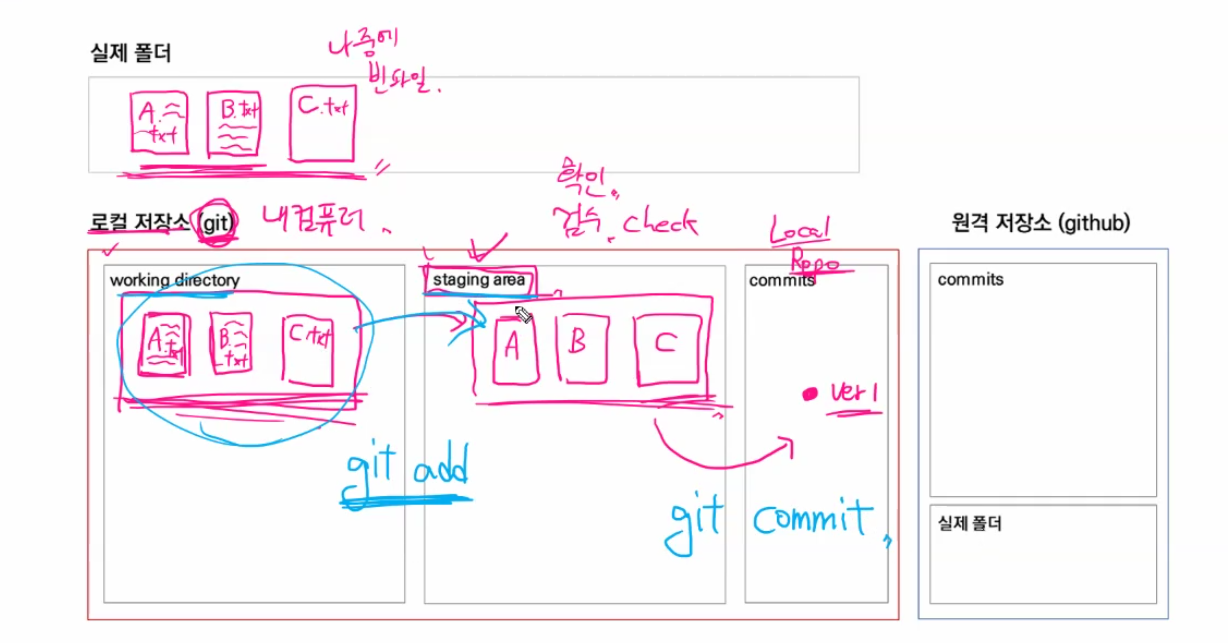 실제 폴더
나중에
빈파일.
A.txt
B.txt
C.txt
확인.
검수. check
로컬 저장소 (git)
내컴퓨터.
원격 저장소 (github)
Local
Repo
working directory
staging area
commits
commits
A.txt
B.txt
C.txt
A
B
C
ver 1
git add
git commit.
실제 폴더